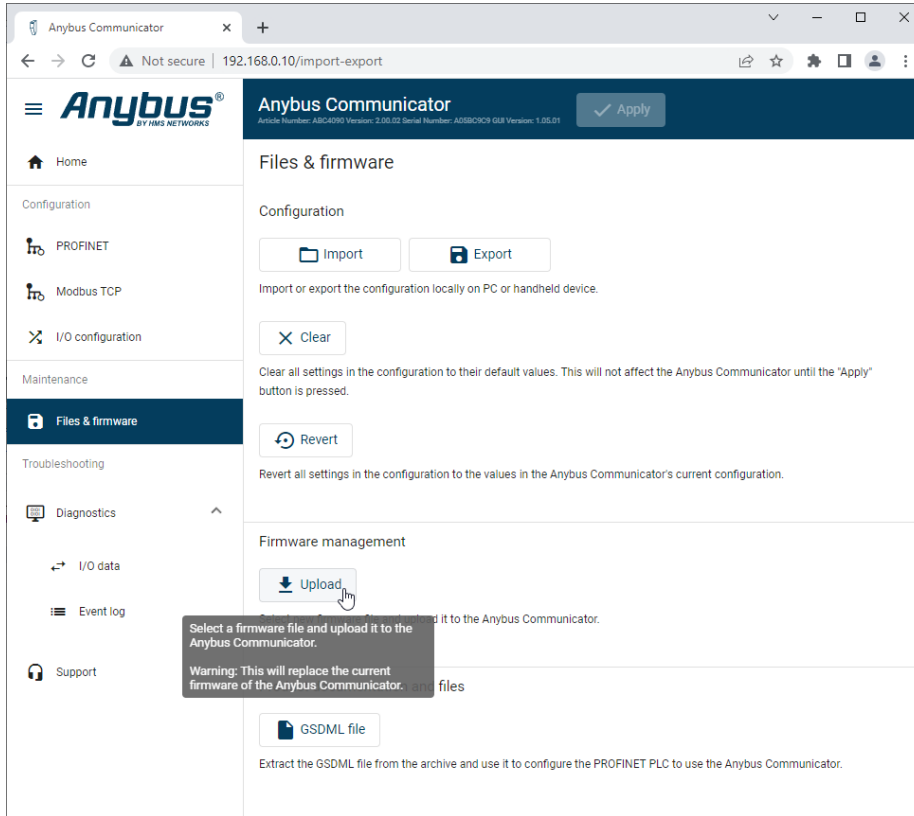 Anybus Communicator
Not secure | 192.168.0.10/import-export
Anybus®
BY HMS NETWORKS
Anybus Communicator
Article Number: ABC4090 Version: 2.00.02 Serial Number: A05BC9C9 GUI Version: 1.05.01
Apply
Home
Configuration
PROFINET
Modbus TCP
I/O configuration
Maintenance
Files & firmware
Troubleshooting
Diagnostics
I/O data
Event log
Support
Files & firmware
Configuration
Import
Export
Import or export the configuration locally on PC or handheld device.
Clear
Clear all settings in the configuration to their default values. This will not affect the Anybus Communicator until the "Apply"
button is pressed.
Revert
Revert all settings in the configuration to the values in the Anybus Communicator's current configuration.
Firmware management
Upload
Select new firmware file and upload it to the Anybus Communicator.
Select a firmware file and upload it to the
Anybus Communicator.
Warning: This will replace the current
firmware of the Anybus Communicator.
and files
GSDML file
Extract the GSDML file from the archive and use it to configure the PROFINET PLC to use the Anybus Communicator.